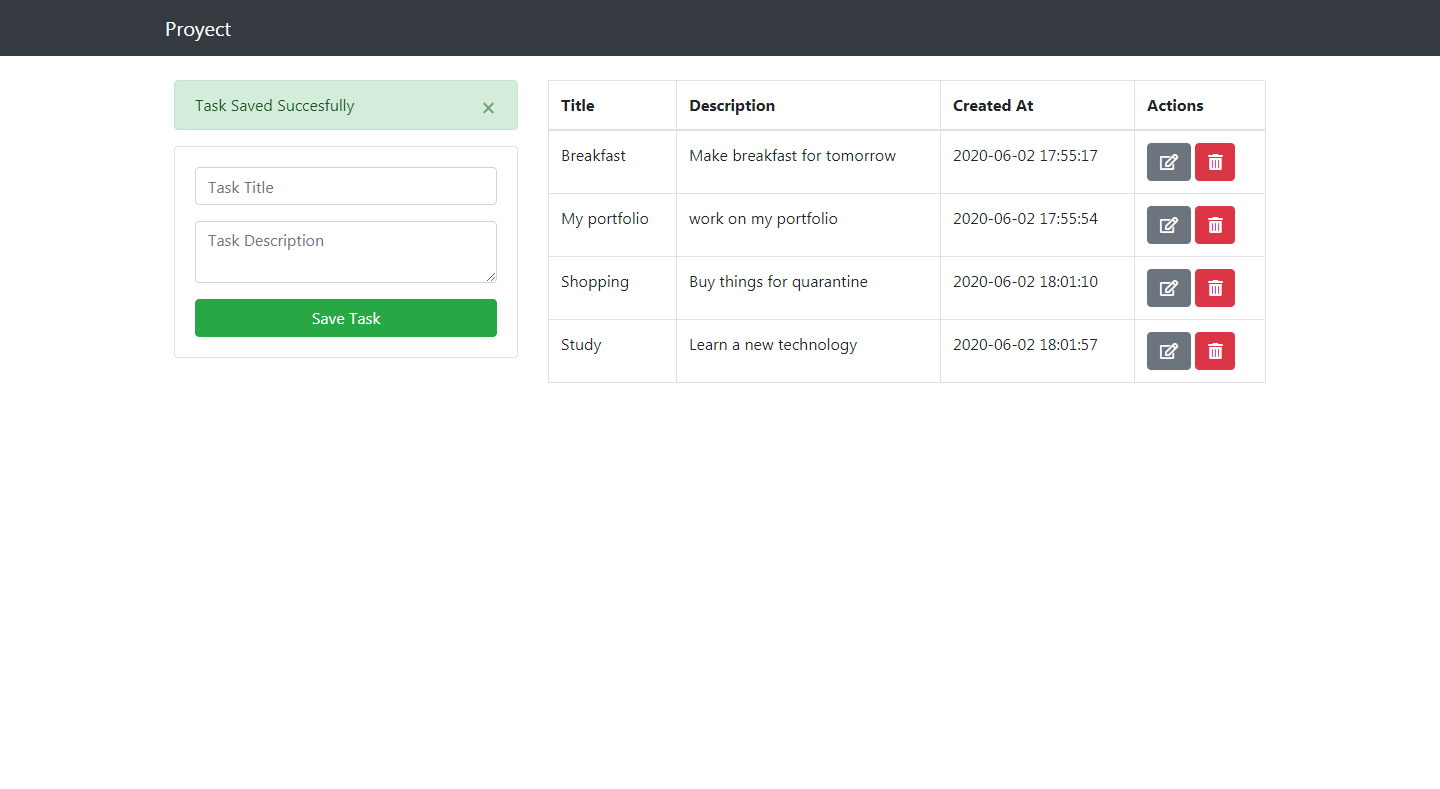 Proyect
Task Saved Succesfully ×
Task Title
Task Description
Save Task
Title Description Created At Actions
Breakfast Make breakfast for tomorrow 2020-06-02 17:55:17
My portfolio work on my portfolio 2020-06-02 17:55:54
Shopping Buy things for quarantine 2020-06-02 18:01:10
Study Learn a new technology 2020-06-02 18:01:57